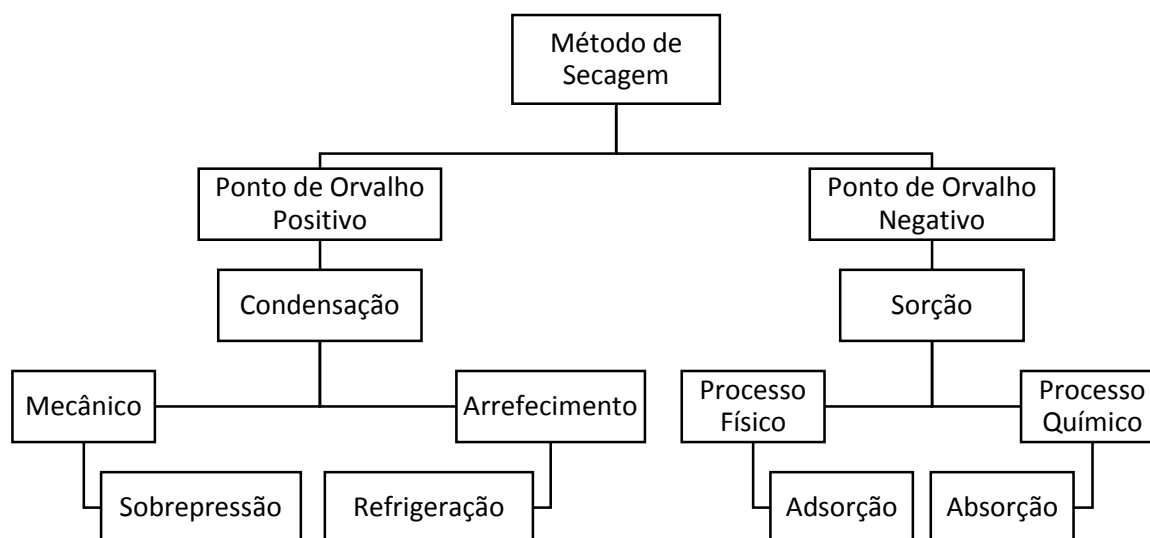 Método de
Secagem
Ponto de Orvalho
Positivo
Ponto de Orvalho
Negativo
Condensação
Sorção
Mecânico
Arrefecimento
Processo
Físico
Processo
Químico
Sobrepressão
Refrigeração
Adsorção
Absorção